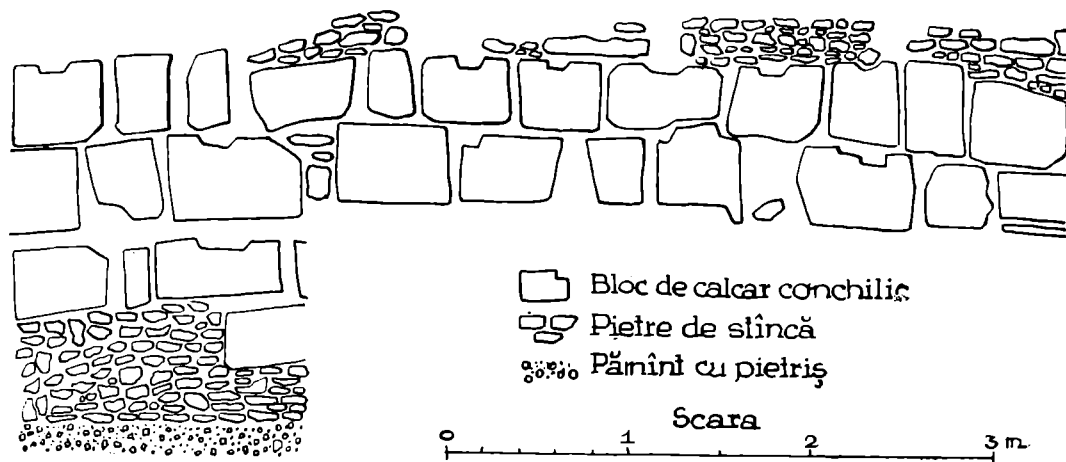 Bloc de calcar conchilic
Pietre de stîncă
Pămînt cu pietriș
Scara
0 1 2 3 m.